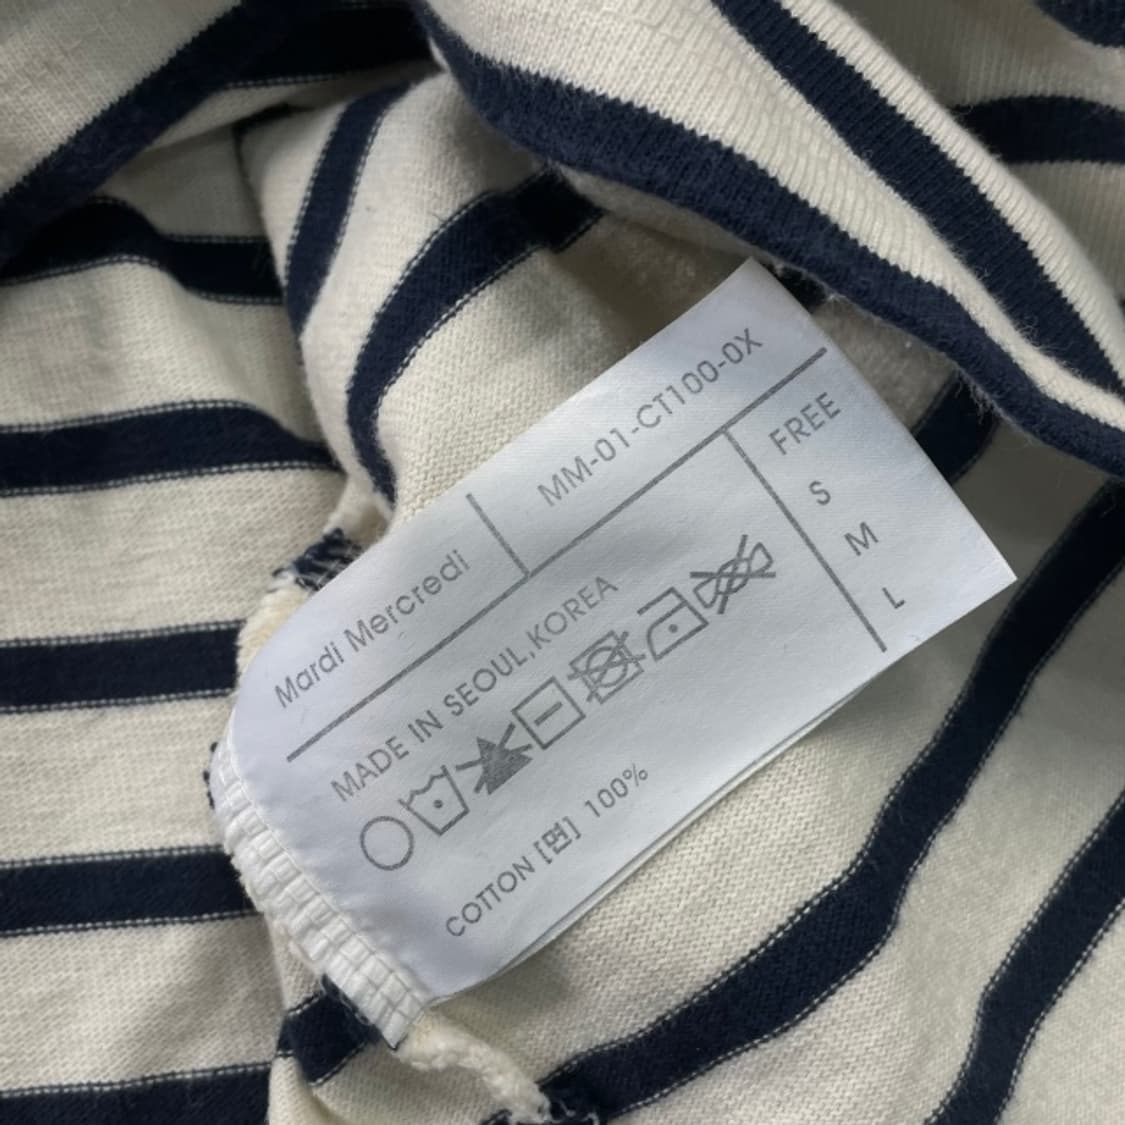 Mardi Mercredi
MM-01-CT100-0X
MADE IN SEOUL,KOREA
COTTON [면] 100%
FREE
S
M
L